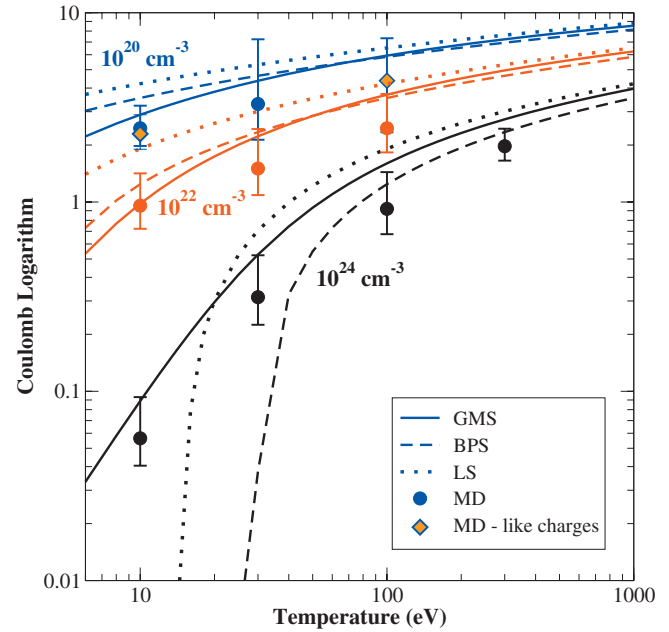 10
10^20 cm^-3
10^22 cm^-3
1
10^24 cm^-3
Coulomb Logarithm
0.1
GMS
BPS
LS
MD
MD - like charges
0.01
10
100
1000
Temperature (eV)